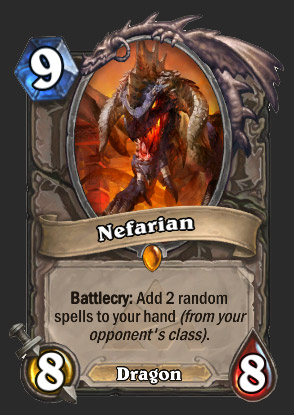 9
Nefarian
Battlecry: Add 2 random
spells to your hand (from your
opponent's class).
8
Dragon
8